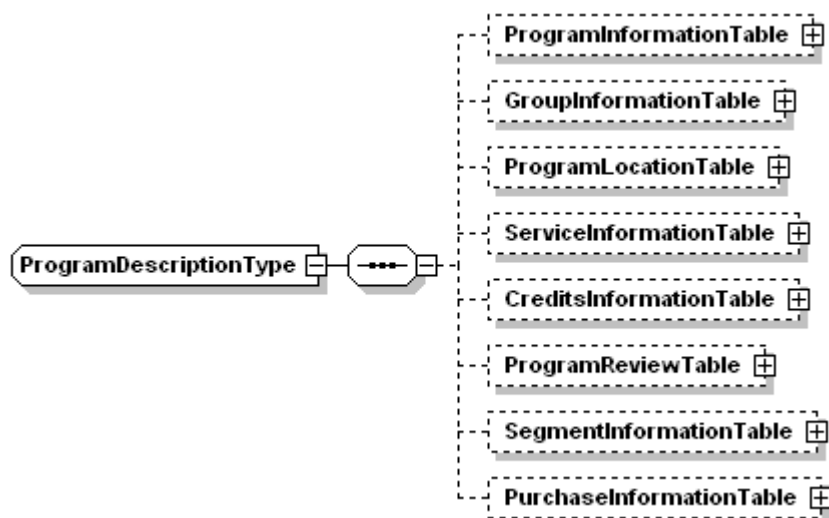 ProgramInformationTable
GroupInformationTable
ProgramLocationTable
ProgramDescriptionType
ServiceInformationTable
CreditsInformationTable
ProgramReviewTable
SegmentInformationTable
PurchaseInformationTable